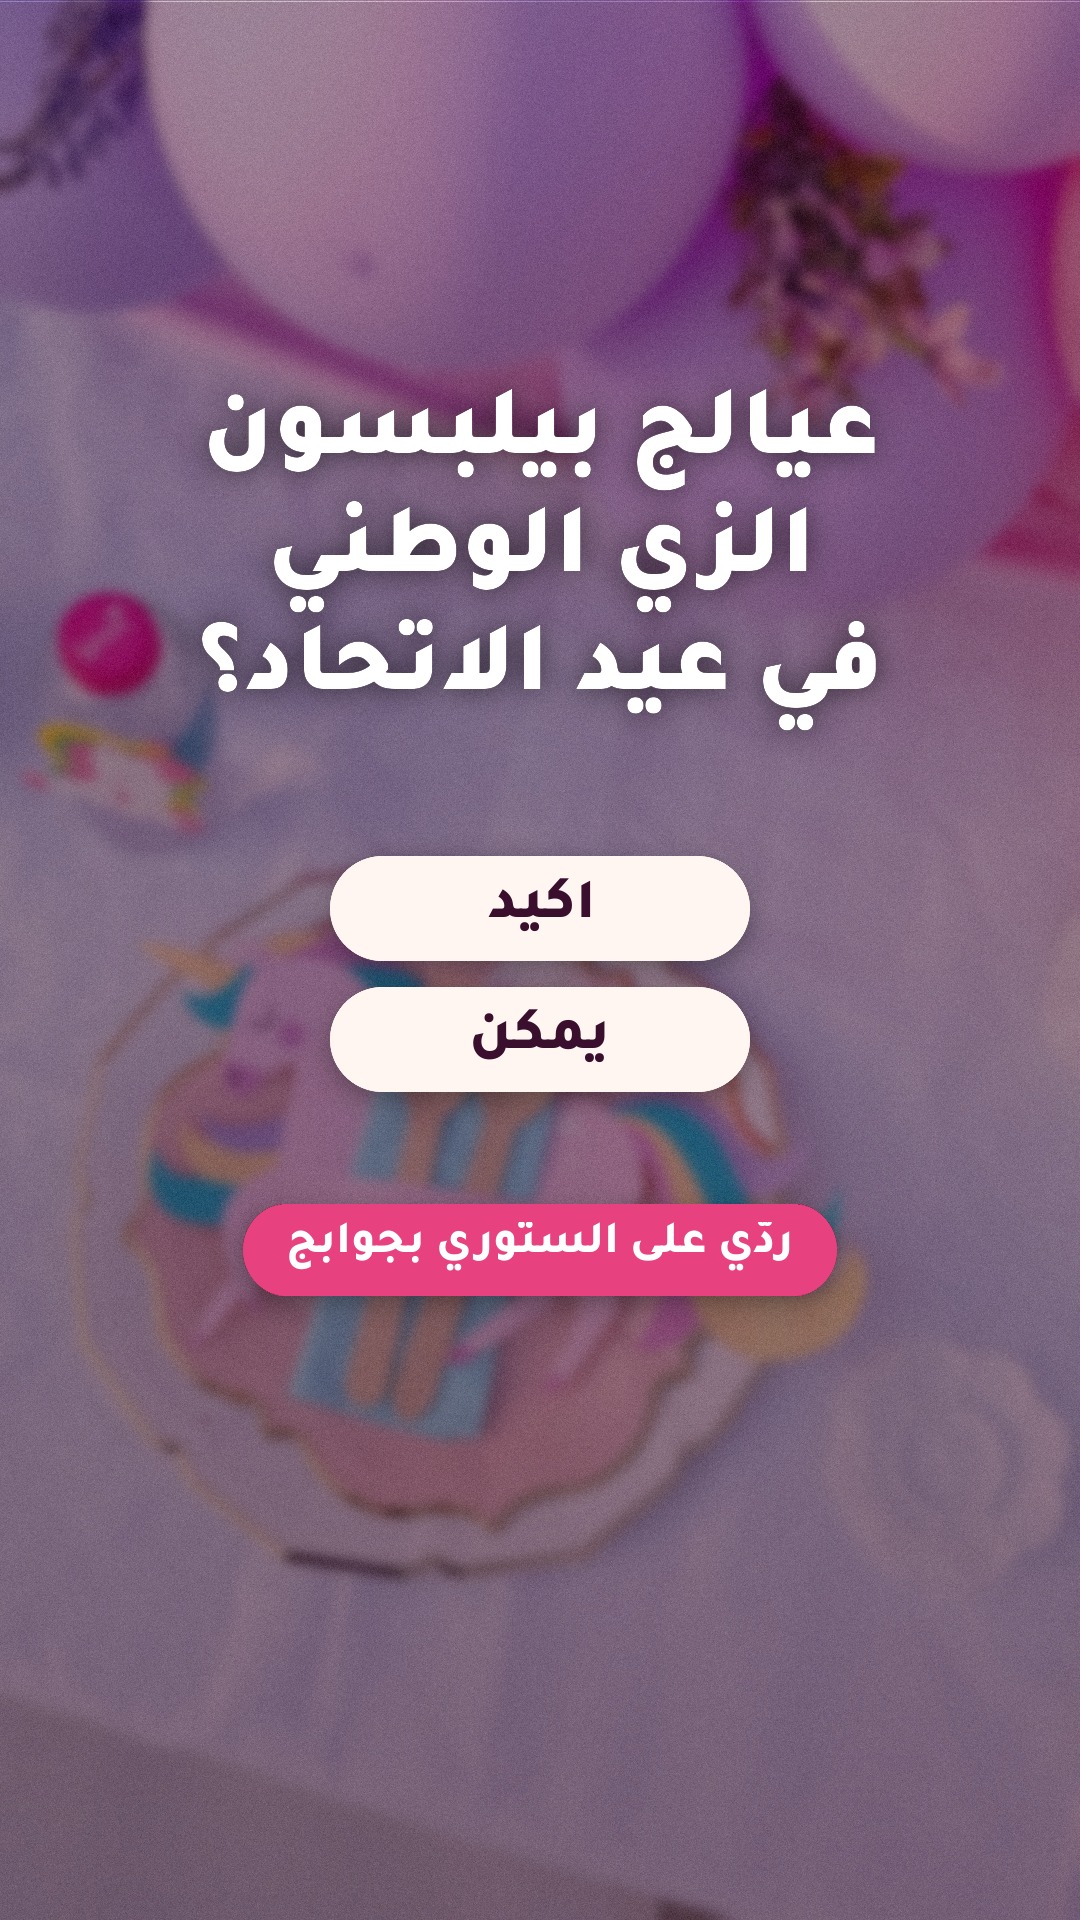 عيالج بيلبسون
الزي الوطني
في عيد الاتحاد؟
اكيد
يمكن
ردّي على الستوري بجوابج